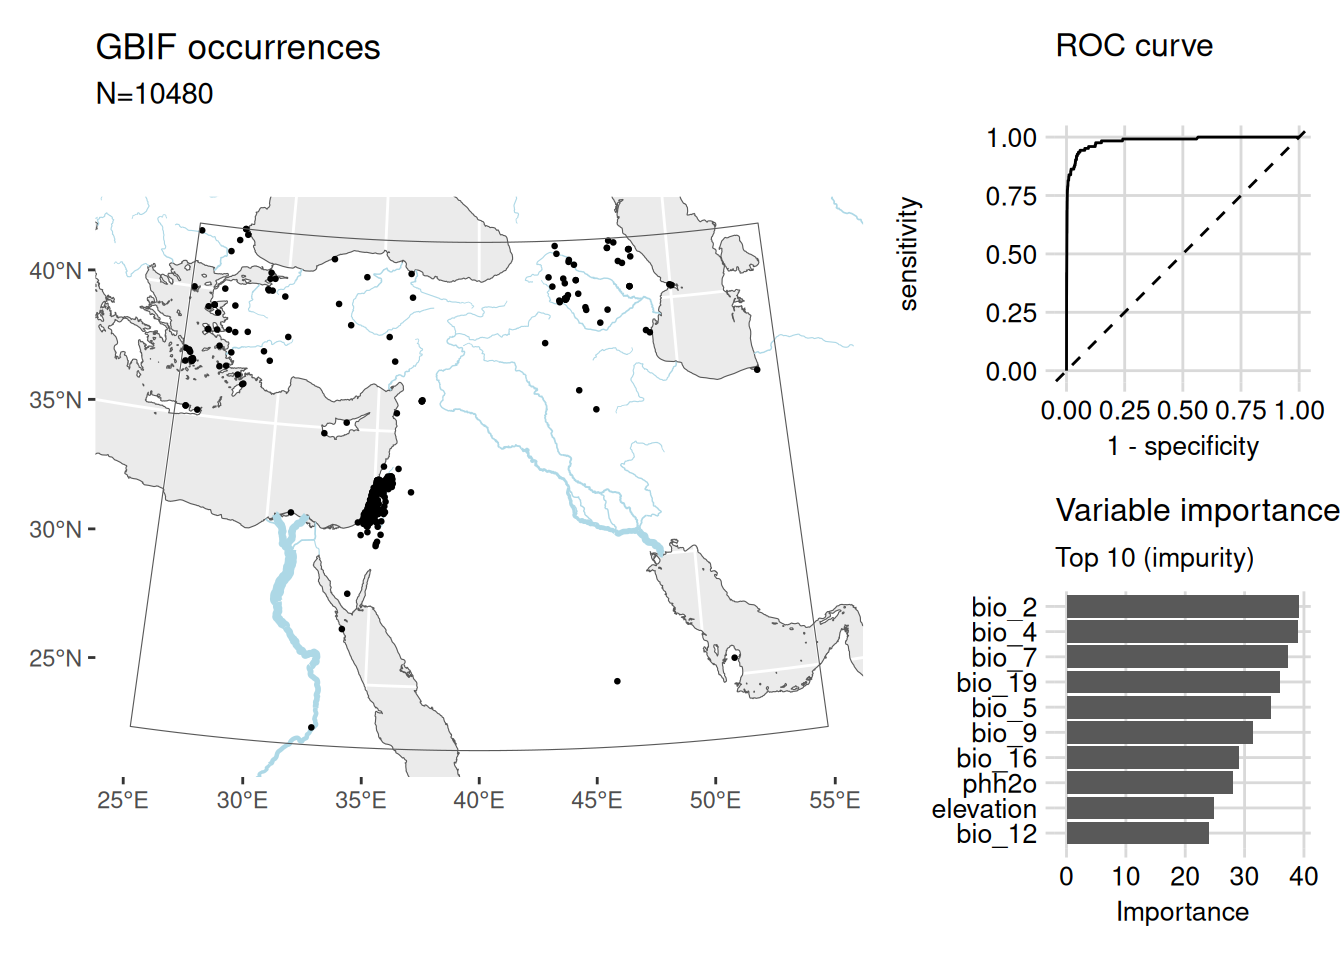 GBIF occurrences
N=10480
40°N
35°N
30°N
25°N
25°E 30°E 35°E 40°E 45°E 50°E 55°E
ROC curve
sensitivity
1.00
0.75
0.50
0.25
0.00
0.00 0.25 0.50 0.75 1.00
1 - specificity
Variable importance
Top 10 (impurity)
bio_2
bio_4
bio_7
bio_19
bio_5
bio_9
bio_16
phh2o
elevation
bio_12
0 10 20 30 40
Importance